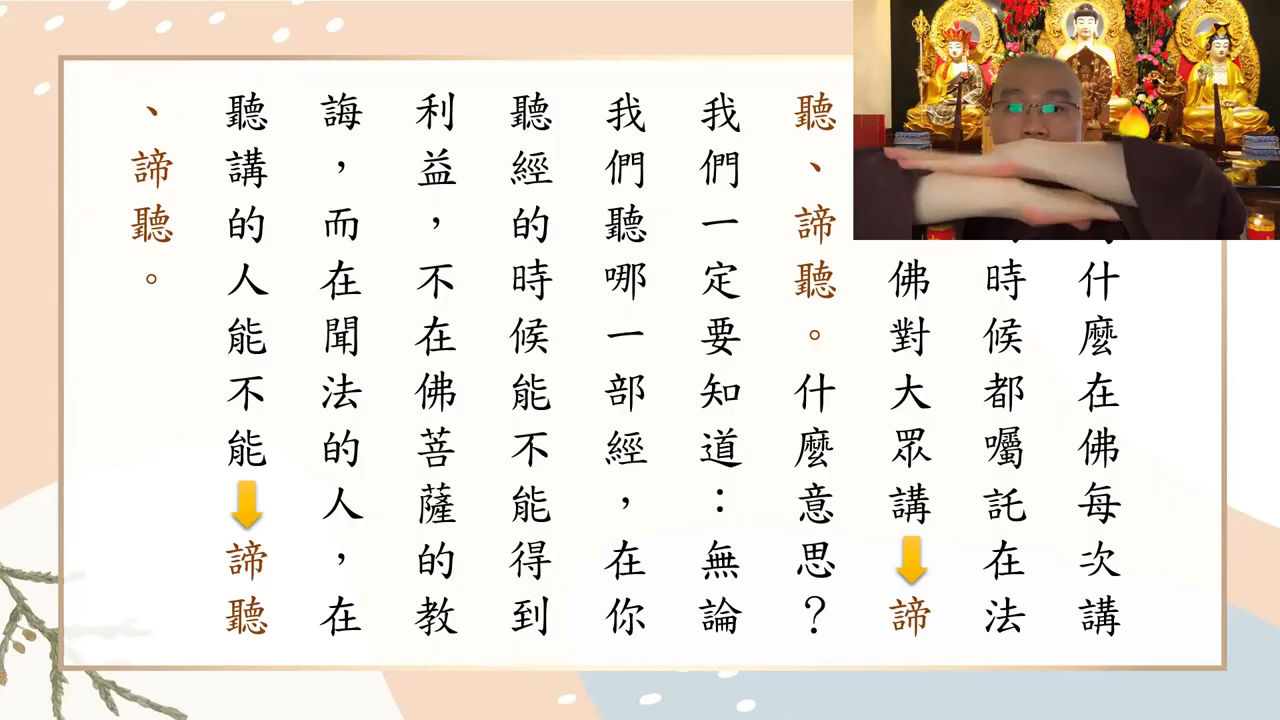 什麼在佛每次講
時候都囑託在法
佛對大眾講諦
聽、諦聽。什麼意思？
我們一定要知道：無論
我們聽哪一部經，在你
聽經的時候能不能得到
利益，不在佛菩薩的教
誨，而在聞法的人，在
聽講的人能不能諦聽
、諦聽。